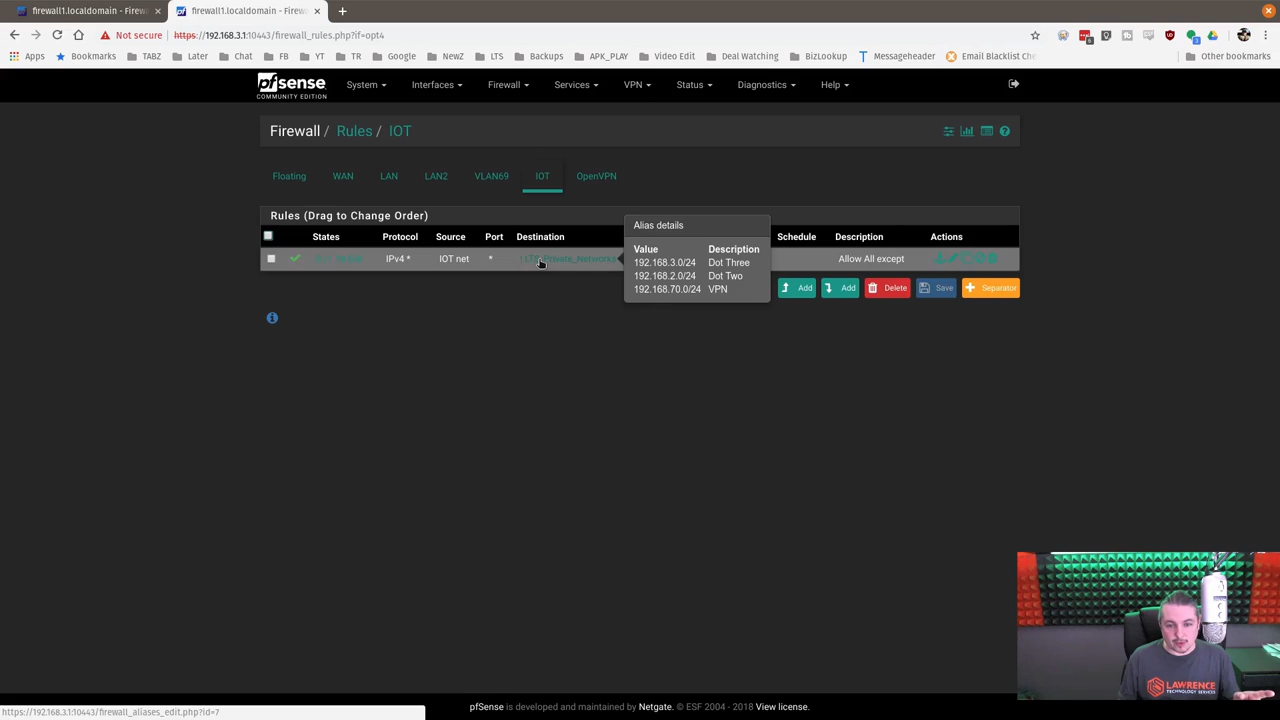 firewall1.localdomain - Firew
firewall1.localdomain - Firew
Not secure
https://192.168.3.1:10443/firewall_rules.php?if=opt4
Apps
Bookmarks
TABZ
Later
Chat
YT
TR
Google
NewZ
LTS
Backups
APK_PLAY
Video Edit
Deal Watching
BizLookup
Messageheader
Email Blacklist Che
Other bookmarks
pfsense
COMMUNITY EDITION
System
Interfaces
Firewall
Services
VPN
Status
Diagnostics
Help
Firewall / Rules / IOT
Floating
WAN
LAN
LAN2
VLAN69
IOT
OpenVPN
Rules (Drag to Change Order)
States
Protocol
Source
Port
Destination
Schedule
Description
Actions
IPv4 *
IOT net
*
! LTS_Private_Networks
Allow All except
Alias details
Value Description
192.168.3.0/24 Dot Three
192.168.2.0/24 Dot Two
192.168.70.0/24 VPN
Add
Add
Delete
Save
Separator
LAWRENCE
TECHNOLOGY SERVICES
https://192.168.3.1:10443/firewall_aliases_edit.php?id=7
pfSense is developed and maintained by Netgate. © ESF 2004 - 2018 View license.